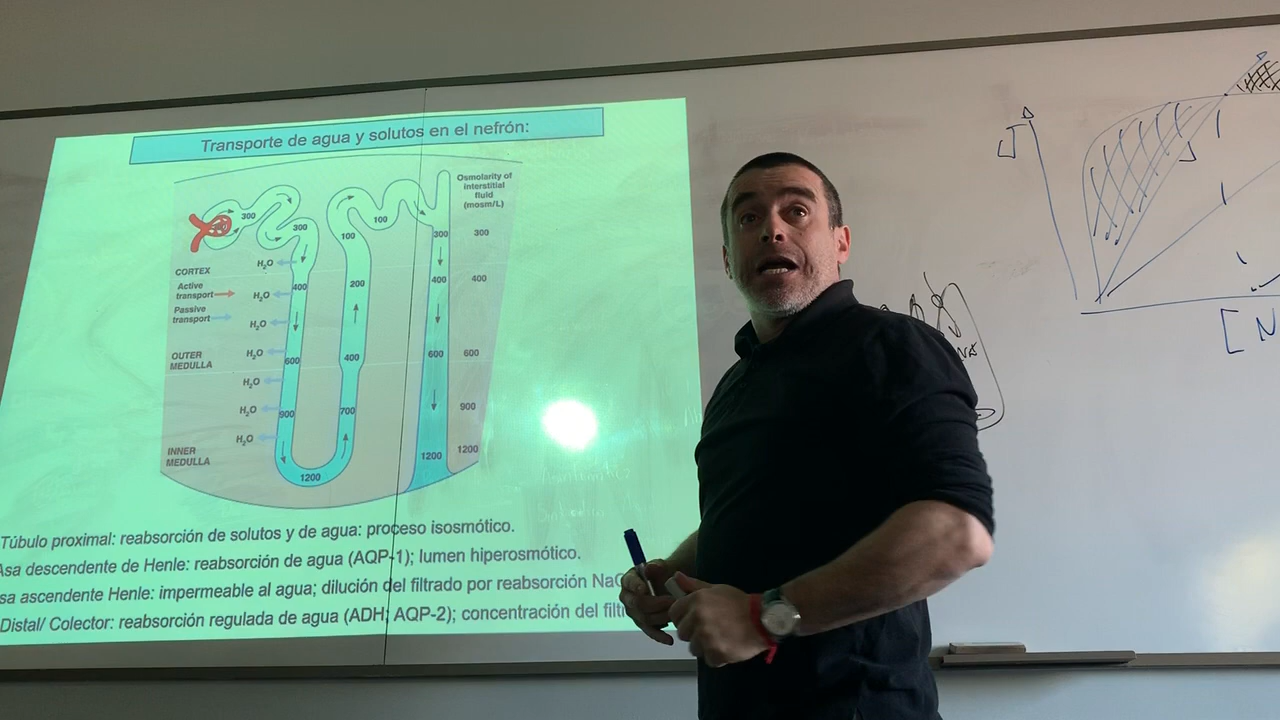 Transporte de agua y solutos en el nefrón:
Osmolarity of
interstitial
fluid
(mosm/L)
300
300
100
100
300
300
H₂O
CORTEX
Active
transport
Passive
transport
400
H₂O
200
400
400
H₂O
OUTER
MEDULLA
H₂O
600
400
600
600
H₂O
H₂O
900
700
900
H₂O
INNER
MEDULLA
1200
1200
1200
Túbulo proximal: reabsorción de solutos y de agua: proceso isosmótico.
Asa descendente de Henle: reabsorción de agua (AQP-1); lumen hiperosmótico.
sa ascendente Henle: impermeable al agua; dilución del filtrado por reabsorción Na
Distal/ Colector: reabsorción regulada de agua (ADH; AQP-2); concentración del filt
J
[N